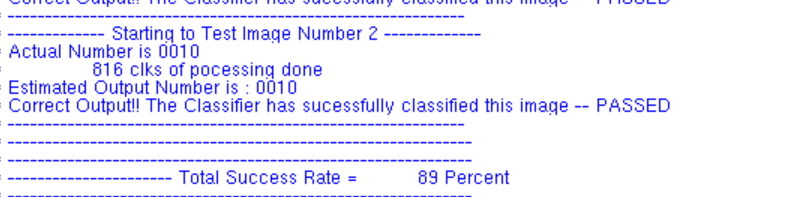 Correct Output!! The Classifier has sucessfully classified this image -- PASSED
----------------------------------------------------------------
------------- Starting to Test Image Number 2 -------------
Actual Number is 0010
816 clks of pocessing done
Estimated Output Number is : 0010
Correct Output!! The Classifier has sucessfully classified this image -- PASSED
----------------------------------------------------------------
-----------------------------------------------------------------
-----------------------------------------------------------------
---------------------- Total Success Rate = 89 Percent
-----------------------------------------------------------------